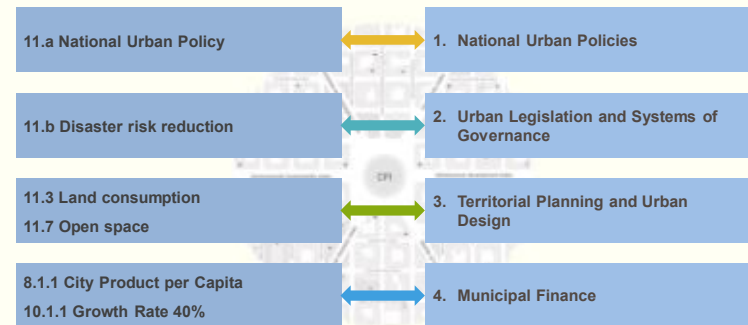 11.a National Urban Policy
1. National Urban Policies
11.b Disaster risk reduction
2. Urban Legislation and Systems of
Governance
CPI
11.3 Land consumption
11.7 Open space
3. Territorial Planning and Urban
Design
8.1.1 City Product per Capita
10.1.1 Growth Rate 40%
4. Municipal Finance